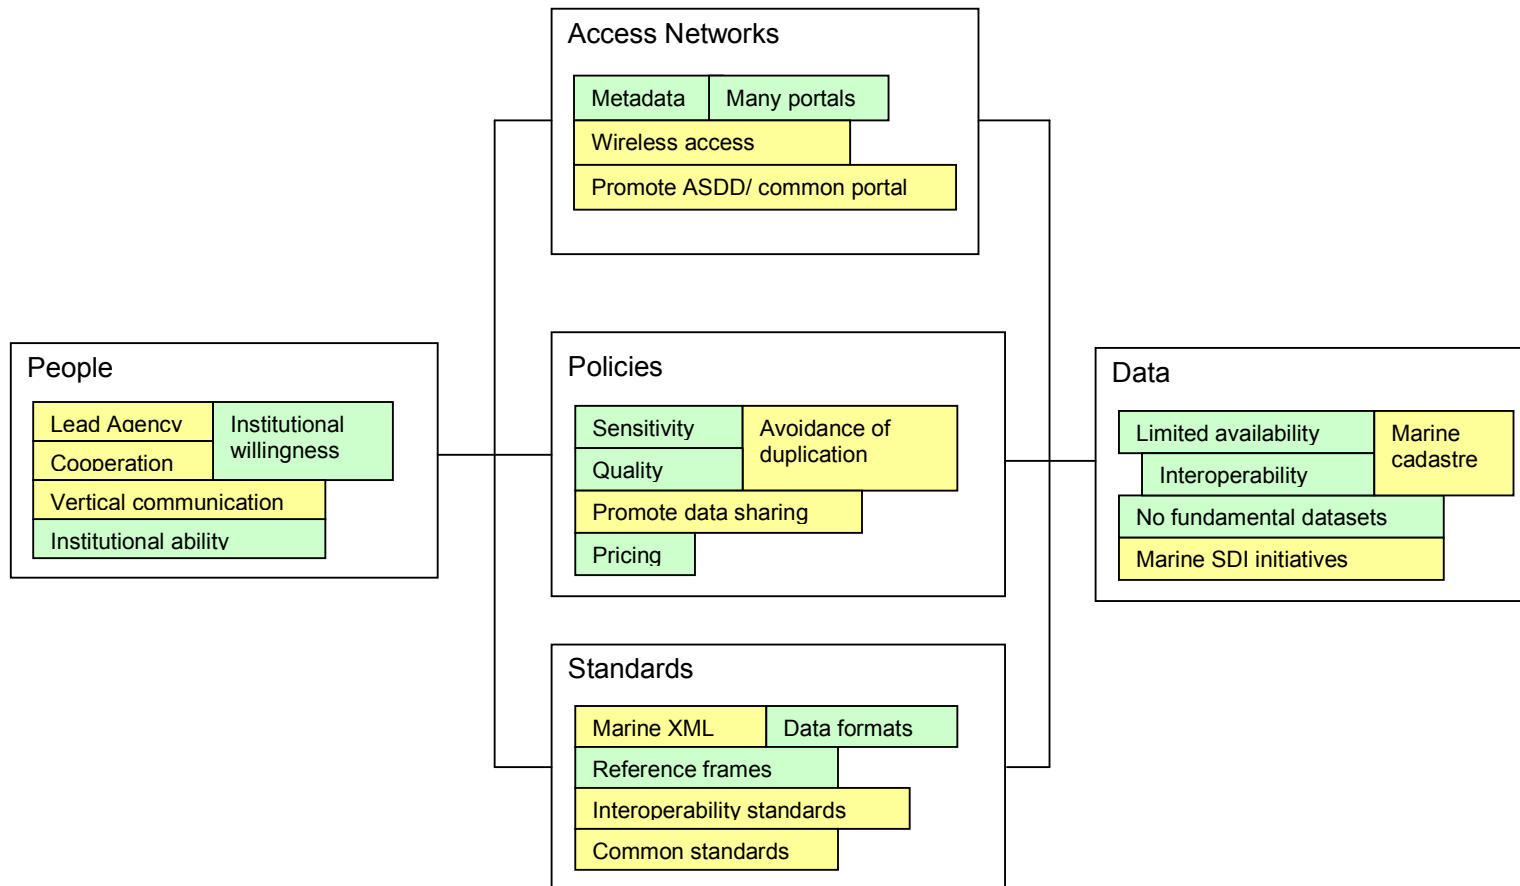 Access Networks
Metadata
Many portals
Wireless access
Promote ASDD/ common portal
People
Lead Agency
Institutional
willingness
Cooperation
Vertical communication
Institutional ability
Policies
Sensitivity
Avoidance of
duplication
Quality
Promote data sharing
Pricing
Data
Limited availability
Marine
cadastre
Interoperability
No fundamental datasets
Marine SDI initiatives
Standards
Marine XML
Data formats
Reference frames
Interoperability standards
Common standards